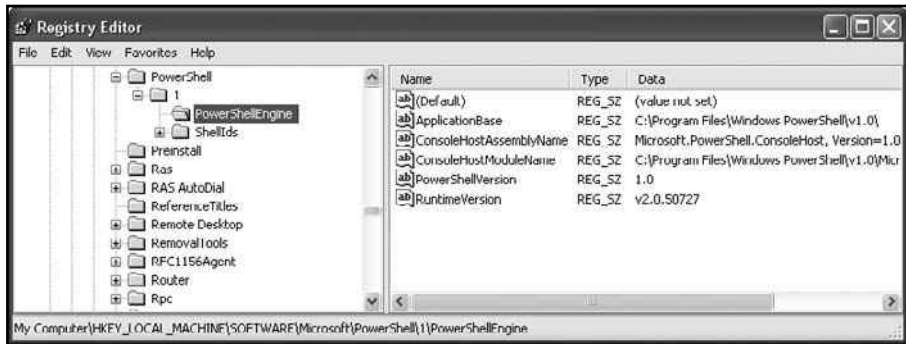 Registry Editor
File Edit View Favorites Help
PowerShell
1
PowerShellEngine
ShellIds
Preinstall
Ras
RAS AutoDial
ReferenceTitles
Remote Desktop
RemovalTools
RFC1156Agent
Router
Rpc
Name Type Data
(Default) REG_SZ (value not set)
ApplicationBase REG_SZ C:\Program Files\Windows PowerShell\v1.0\
ConsoleHostAssemblyName REG_SZ Microsoft.PowerShell.ConsoleHost, Version=1.0
ConsoleHostModuleName REG_SZ C:\Program Files\Windows PowerShell\v1.0\Micr
PowerShellVersion REG_SZ 1.0
RuntimeVersion REG_SZ v2.0.50727
My Computer\HKEY_LOCAL_MACHINE\SOFTWARE\Microsoft\PowerShell\1\PowerShellEngine